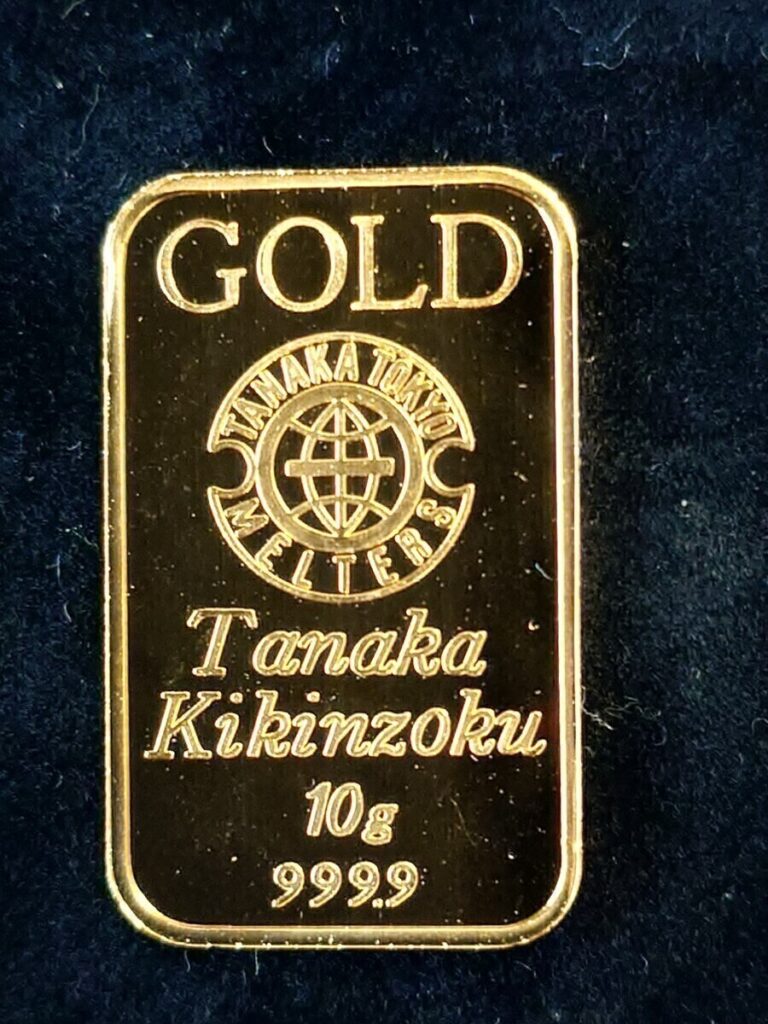 GOLD
TANAKA TOKYO
MELTERS
Tanaka
Kikinzoku
10g
999.9